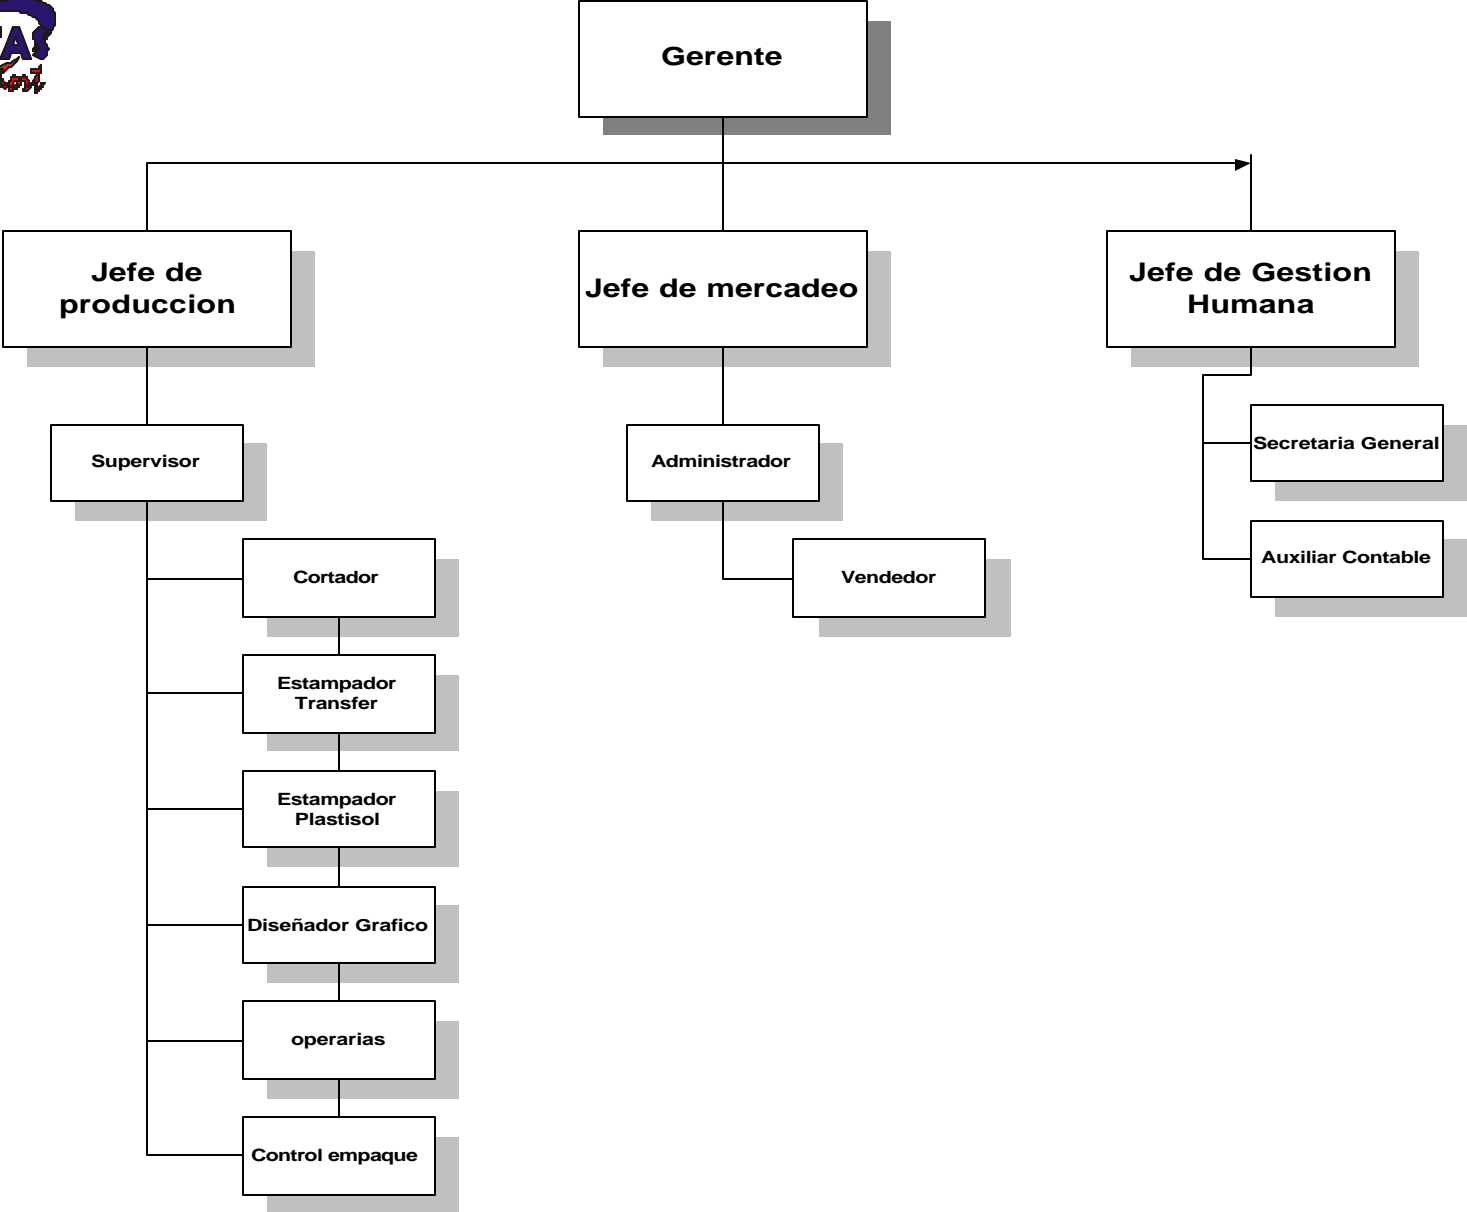 Gerente
Jefe de
produccion
Jefe de mercadeo
Jefe de Gestion
Humana
Supervisor
Administrador
Secretaria General
Cortador
Vendedor
Auxiliar Contable
Estampador
Transfer
Estampador
Plastisol
Diseñador Grafico
operarias
Control empaque